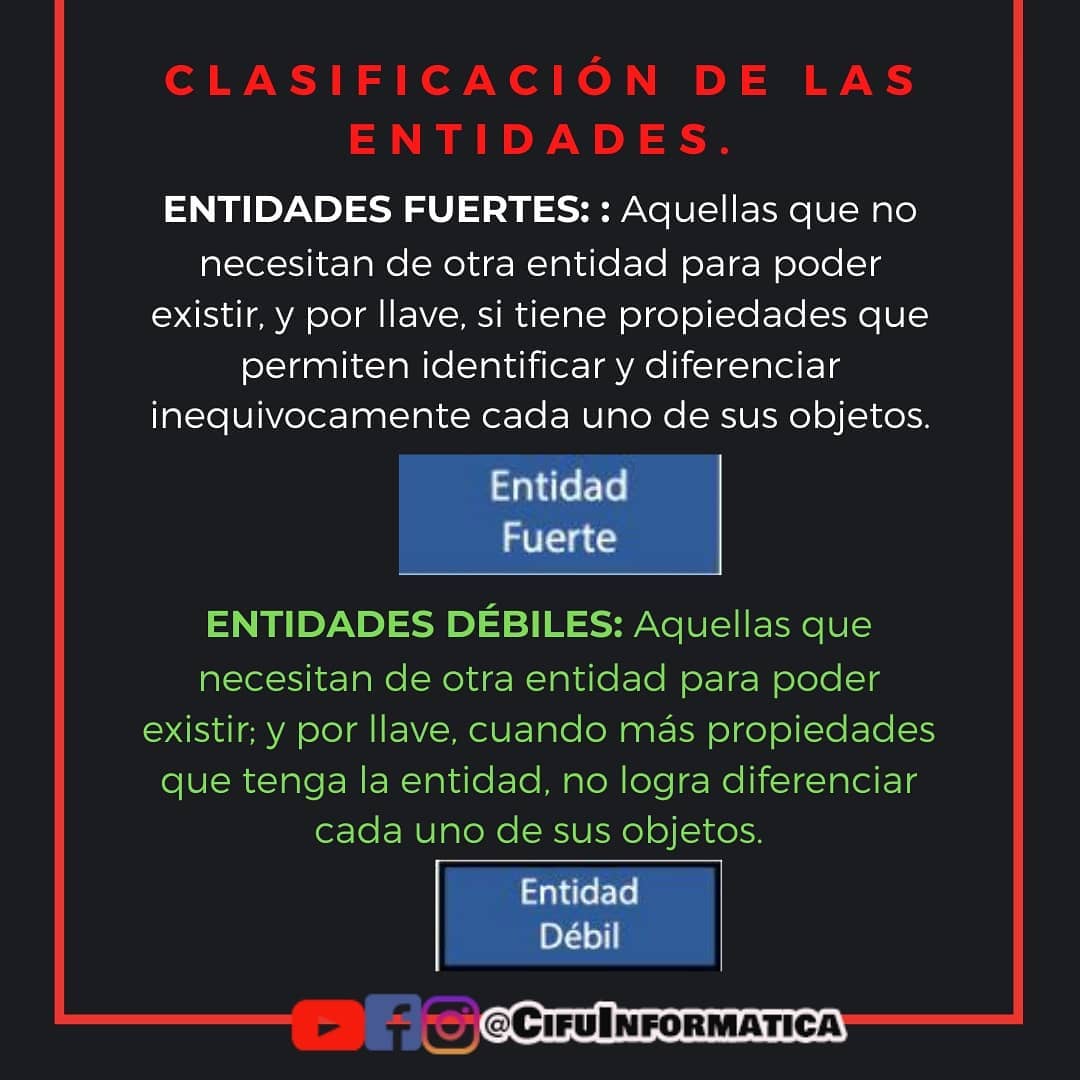 CLASIFICACIÓN DE LAS
ENTIDADES.
ENTIDADES FUERTES: : Aquellas que no
necesitan de otra entidad para poder
existir, y por llave, si tiene propiedades que
permiten identificar y diferenciar
inequivocamente cada uno de sus objetos.
Entidad
Fuerte
ENTIDADES DÉBILES: Aquellas que
necesitan de otra entidad para poder
existir; y por llave, cuando más propiedades
que tenga la entidad, no logra diferenciar
cada uno de sus objetos.
Entidad
Débil
@CIFUINFORMATICA